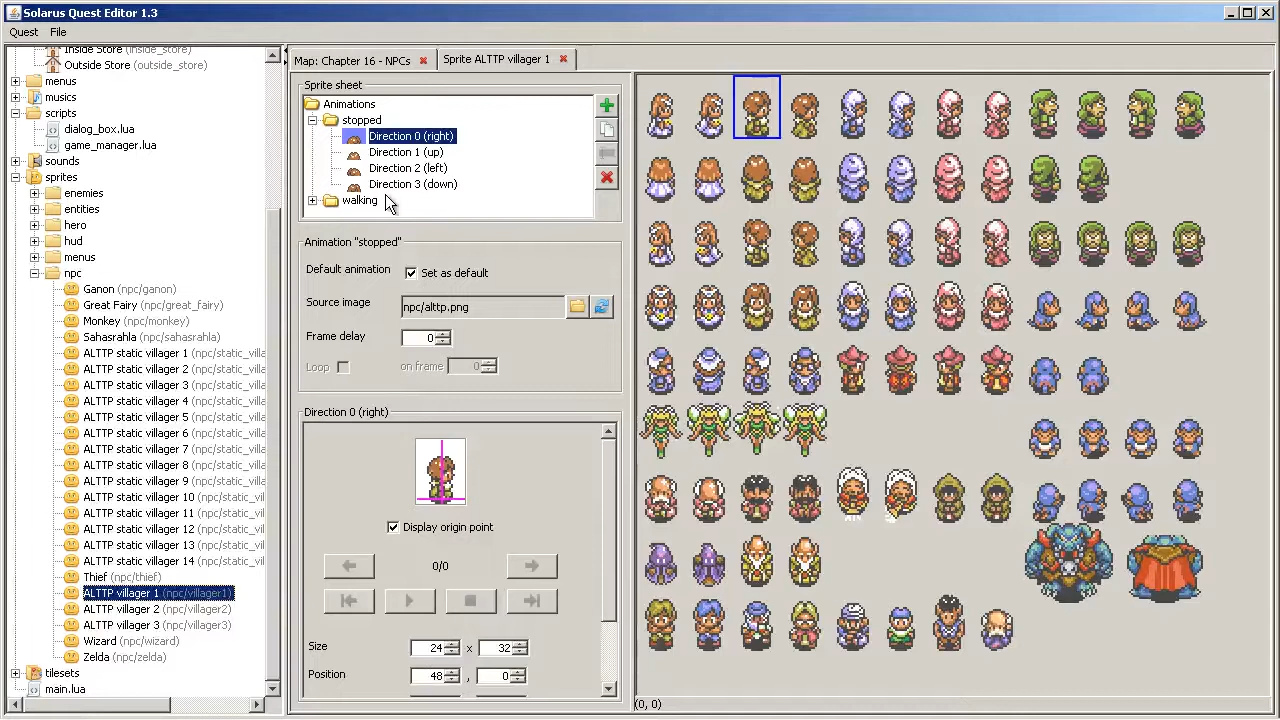 Solarus Quest Editor 1.3
Quest File
Inside Store (inside_store)
Outside Store (outside_store)
menus
musics
scripts
dialog_box.lua
game_manager.lua
sounds
sprites
enemies
entities
hero
hud
menus
npc
Ganon (npc/ganon)
Great Fairy (npc/great_fairy)
Monkey (npc/monkey)
Sahasrahla (npc/sahasrahla)
ALTTP static villager 1 (npc/static_villa
ALTTP static villager 2 (npc/static_villa
ALTTP static villager 3 (npc/static_villa
ALTTP static villager 4 (npc/static_villa
ALTTP static villager 5 (npc/static_villa
ALTTP static villager 6 (npc/static_villa
ALTTP static villager 7 (npc/static_villa
ALTTP static villager 8 (npc/static_villa
ALTTP static villager 9 (npc/static_villa
ALTTP static villager 10 (npc/static_vil
ALTTP static villager 11 (npc/static_vil
ALTTP static villager 12 (npc/static_vil
ALTTP static villager 13 (npc/static_vil
ALTTP static villager 14 (npc/static_vil
Thief (npc/thief)
ALTTP villager 1 (npc/villager1)
ALTTP villager 2 (npc/villager2)
ALTTP villager 3 (npc/villager3)
Wizard (npc/wizard)
Zelda (npc/zelda)
tilesets
main.lua
Map: Chapter 16 - NPCs
Sprite ALTTP villager 1
Sprite sheet
Animations
stopped
Direction 0 (right)
Direction 1 (up)
Direction 2 (left)
Direction 3 (down)
walking
Animation "stopped"
Default animation Set as default
Source image npc/alttp.png
Frame delay 0
Loop on frame 0
Direction 0 (right)
Display origin point
0/0
Size 24 x 32
Position 48 , 0
(0, 0)